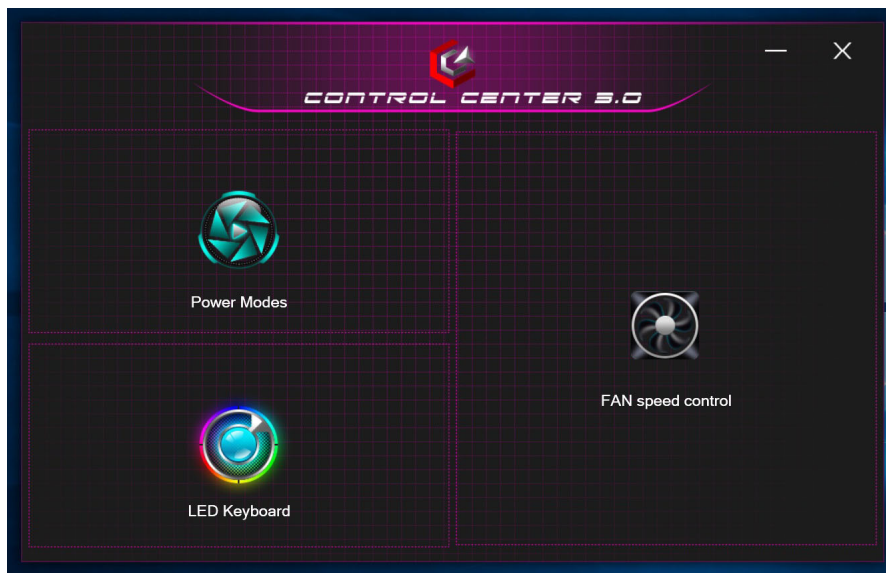 CONTROL CENTER 3.0
Power Modes
FAN speed control
LED Keyboard